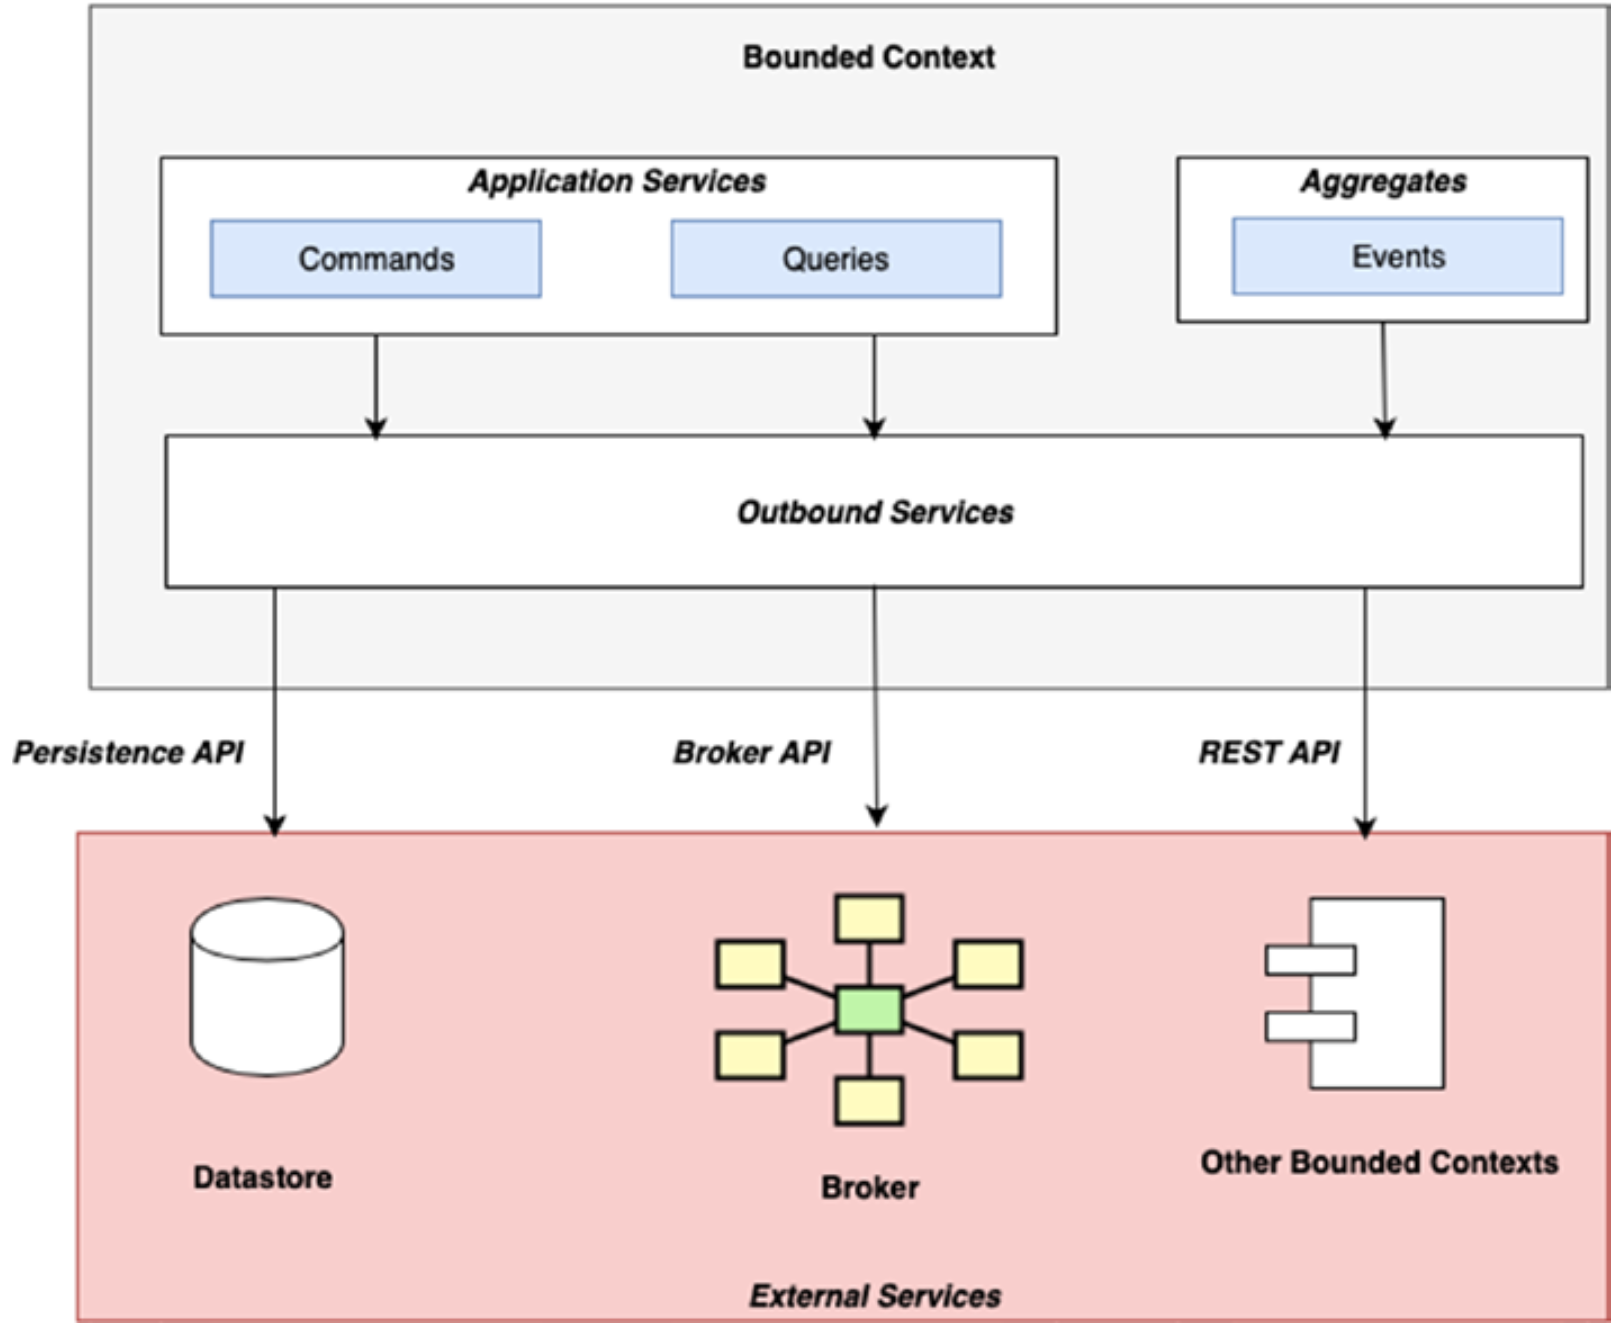 Bounded Context
Application Services
Aggregates
Commands
Queries
Events
Outbound Services
Persistence API
Broker API
REST API
Datastore
Broker
Other Bounded Contexts
External Services